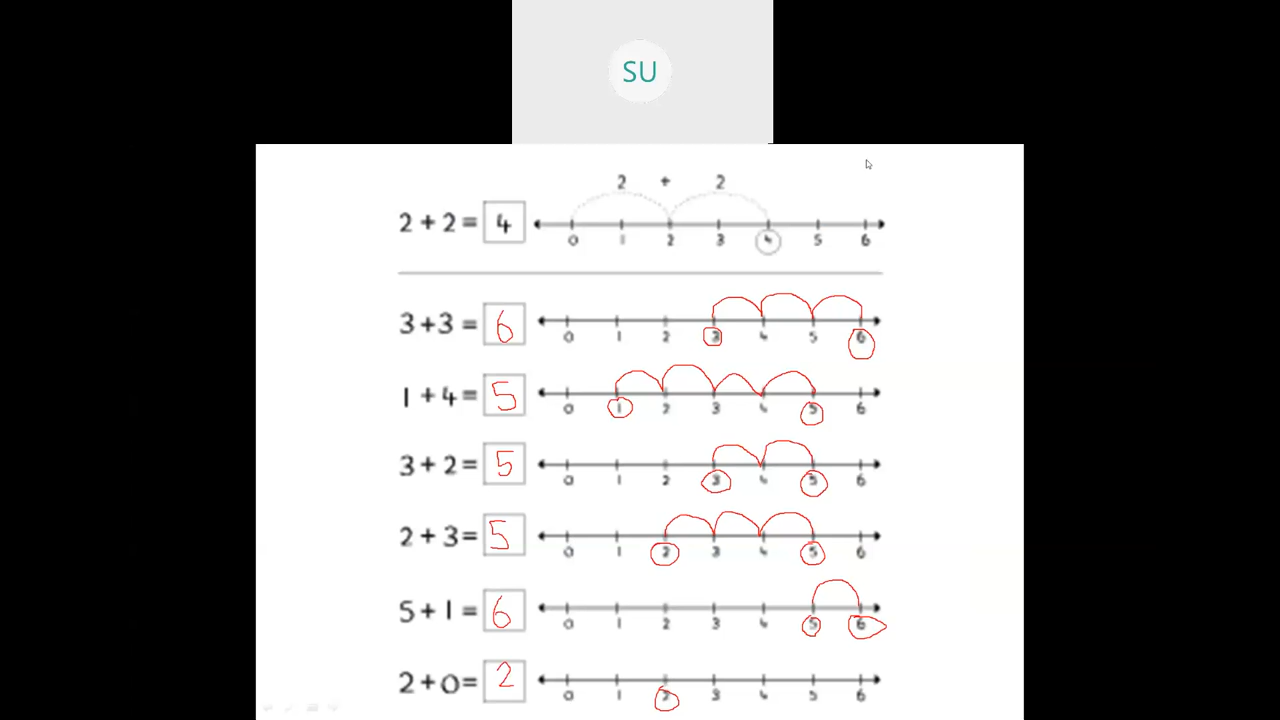 SU
2 + 2
2 + 2 = 4
0 1 2 3 4 5 6
3 + 3 = 6
0 1 2 3 4 5 6
1 + 4 = 5
0 1 2 3 4 5 6
3 + 2 = 5
0 1 2 3 4 5 6
2 + 3 = 5
0 1 2 3 4 5 6
5 + 1 = 6
0 1 2 3 4 5 6
2 + 0 = 2
0 1 2 3 4 5 6